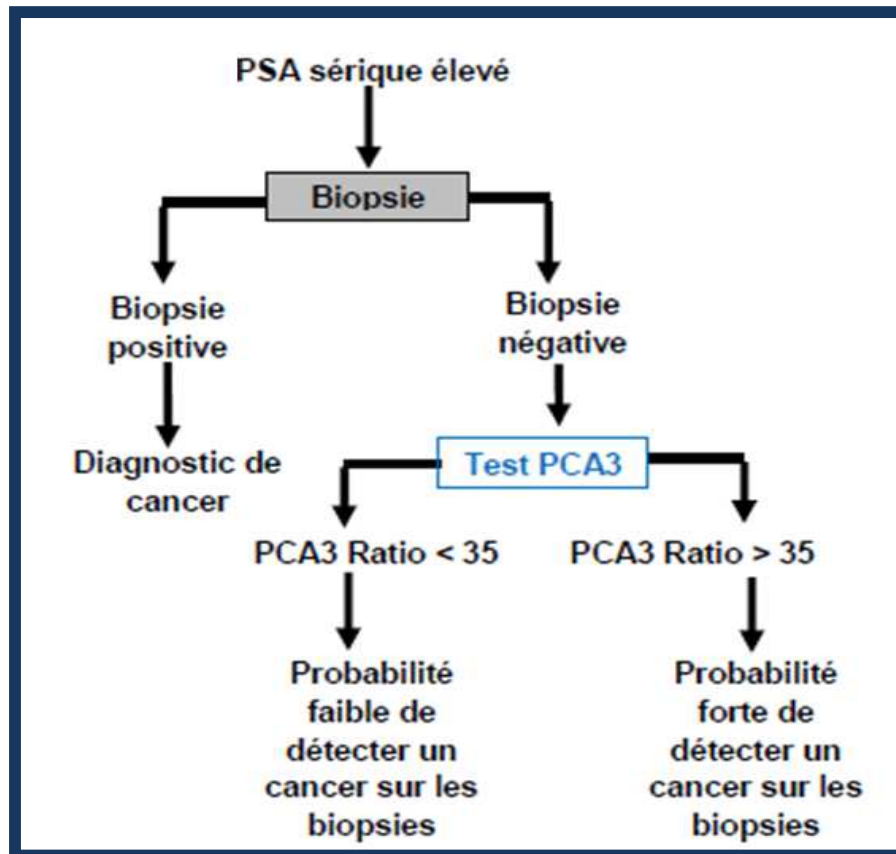 PSA sérique élevé
Biopsie
Biopsie
positive
Biopsie
négative
Diagnostic de
cancer
Test PCA3
PCA3 Ratio < 35
PCA3 Ratio > 35
Probabilité
faible de
détecter un
cancer sur les
biopsies
Probabilité
forte de
détecter un
cancer sur les
biopsies